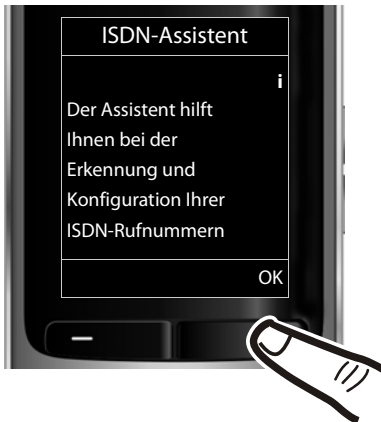 ISDN-Assistent
i
Der Assistent hilft
Ihnen bei der
Erkennung und
Konfiguration Ihrer
ISDN-Rufnummern
OK